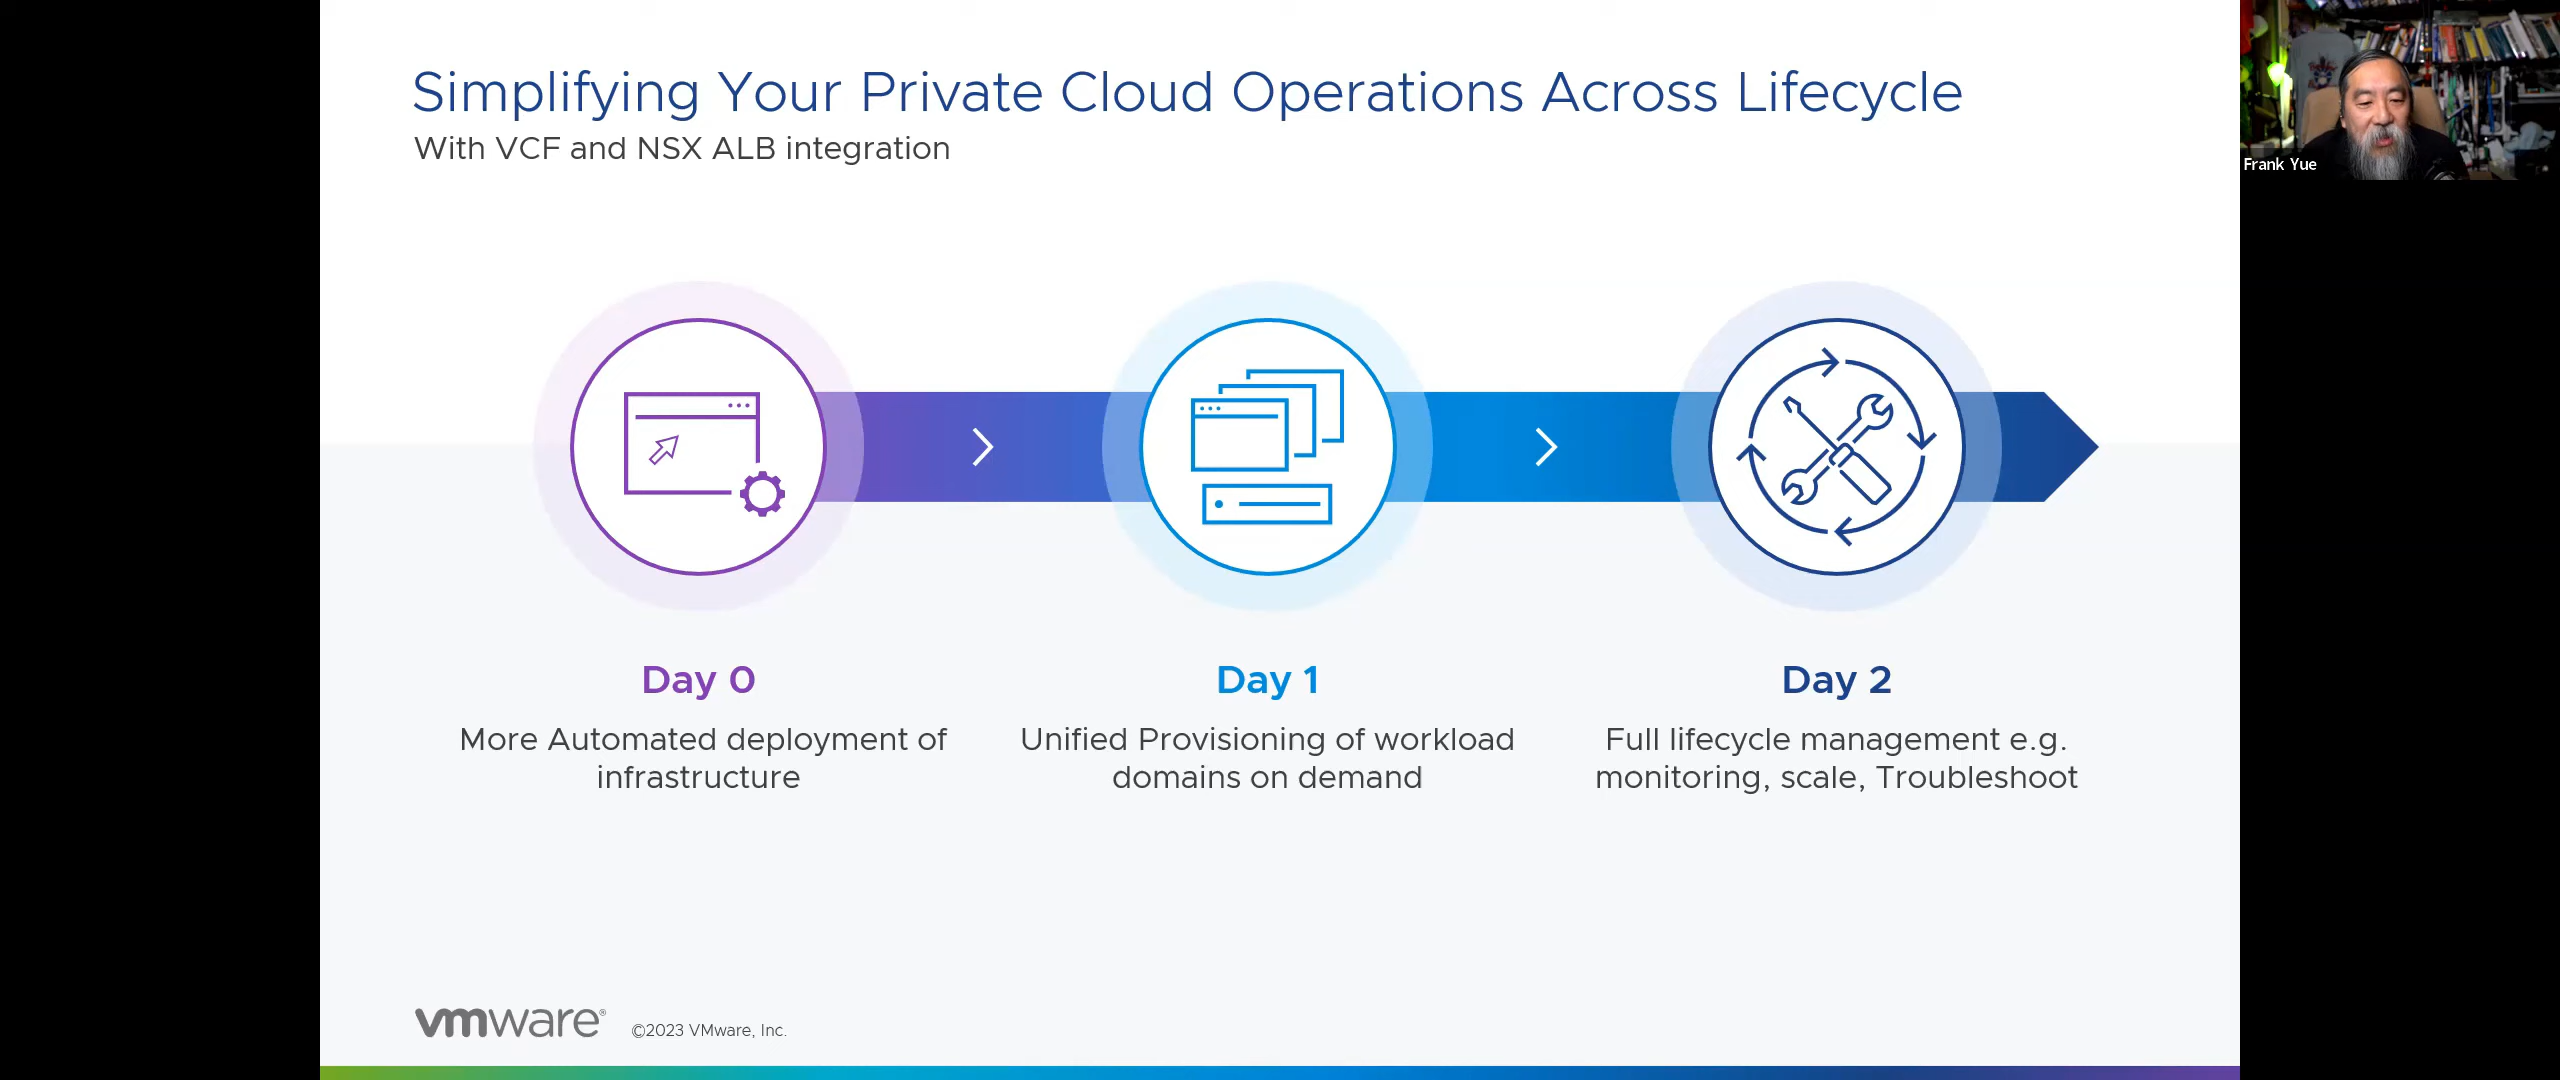 Simplifying Your Private Cloud Operations Across Lifecycle
With VCF and NSX ALB integration
Frank Yue
Day 0
More Automated deployment of
infrastructure
Day 1
Unified Provisioning of workload
domains on demand
Day 2
Full lifecycle management e.g.
monitoring, scale, Troubleshoot
vmware®
©2023 VMware, Inc.